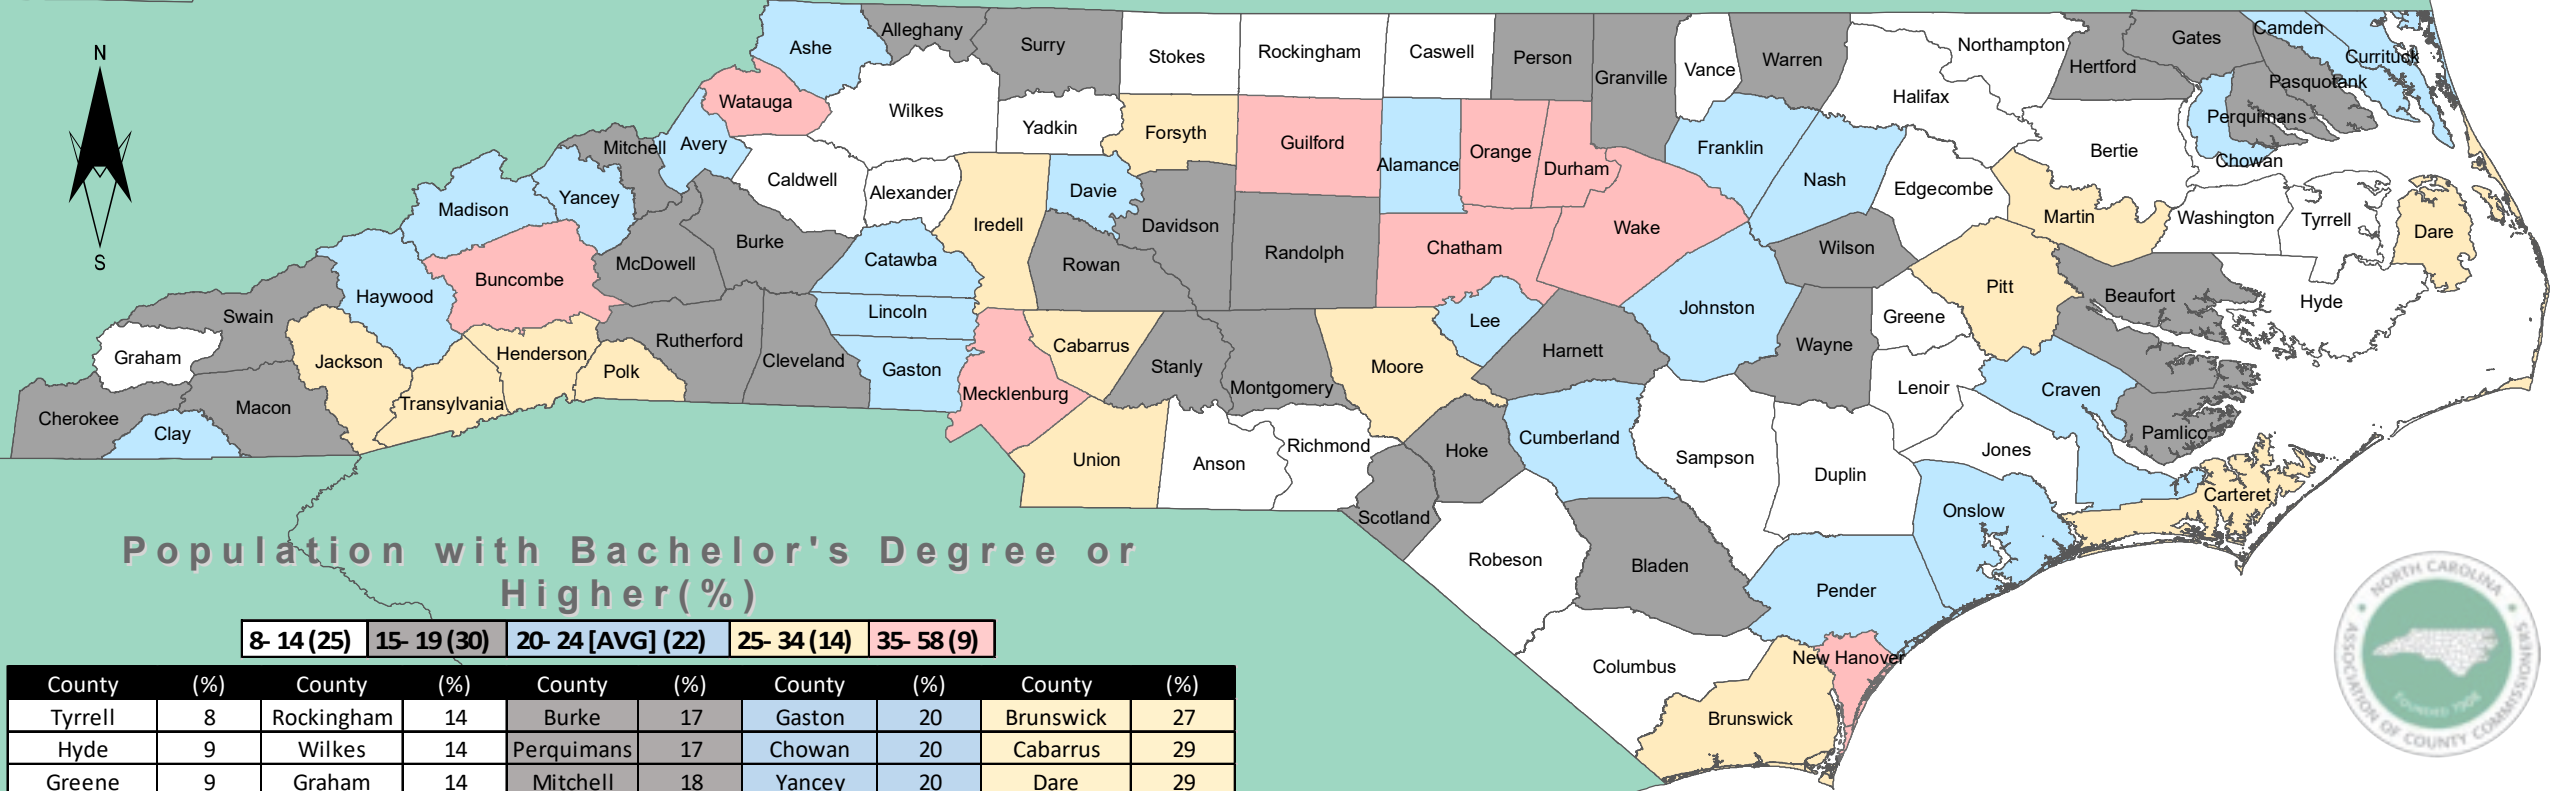 N
S
Ashe
Alleghany
Surry
Stokes
Rockingham
Caswell
Person
Granville
Vance
Warren
Northampton
Halifax
Hertford
Gates
Camden
Currituck
Pasquotank
Perquimans
Chowan
Watauga
Wilkes
Yadkin
Forsyth
Guilford
Alamance
Orange
Durham
Franklin
Nash
Edgecombe
Bertie
Mitchell
Avery
Caldwell
Alexander
Davie
Iredell
Davidson
Randolph
Chatham
Wake
Wilson
Martin
Washington
Tyrrell
Dare
Madison
Yancey
McDowell
Burke
Catawba
Rowan
Lincoln
Gaston
Buncombe
Haywood
Swain
Graham
Cherokee
Clay
Macon
Jackson
Transylvania
Henderson
Polk
Rutherford
Cleveland
Mecklenburg
Cabarrus
Stanly
Montgomery
Moore
Lee
Harnett
Johnston
Wayne
Greene
Pitt
Beaufort
Hyde
Lenoir
Craven
Pamlico
Jones
Carteret
Onslow
Union
Anson
Richmond
Scotland
Hoke
Cumberland
Sampson
Duplin
Robeson
Bladen
Pender
New Hanover
Columbus
Brunswick
Population with Bachelor's Degree or
Higher(%)
8- 14 (25) 15- 19 (30) 20- 24 [AVG] (22) 25- 34 (14) 35- 58 (9)
County (%) County (%) County (%) County (%) County (%)
Tyrrell 8 Rockingham 14 Burke 17 Gaston 20 Brunswick 27
Hyde 9 Wilkes 14 Perquimans 17 Chowan 20 Cabarrus 29
Greene 9 Graham 14 Mitchell 18 Yancey 20 Dare 29
NORTH CAROLINA
ASSOCIATION OF COUNTY COMMISSIONERS
FOUNDED 1908